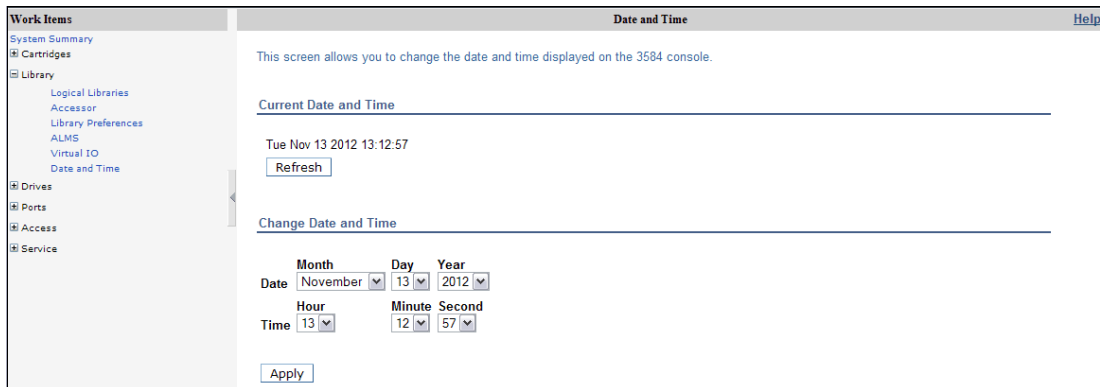 Work Items
System Summary
Cartridges
Library
Logical Libraries
Accessor
Library Preferences
ALMS
Virtual IO
Date and Time
Drives
Ports
Access
Service
Date and Time
Help
This screen allows you to change the date and time displayed on the 3584 console.
Current Date and Time
Tue Nov 13 2012 13:12:57
Refresh
Change Date and Time
Month Day Year
Date November 13 2012
Hour Minute Second
Time 13 12 57
Apply